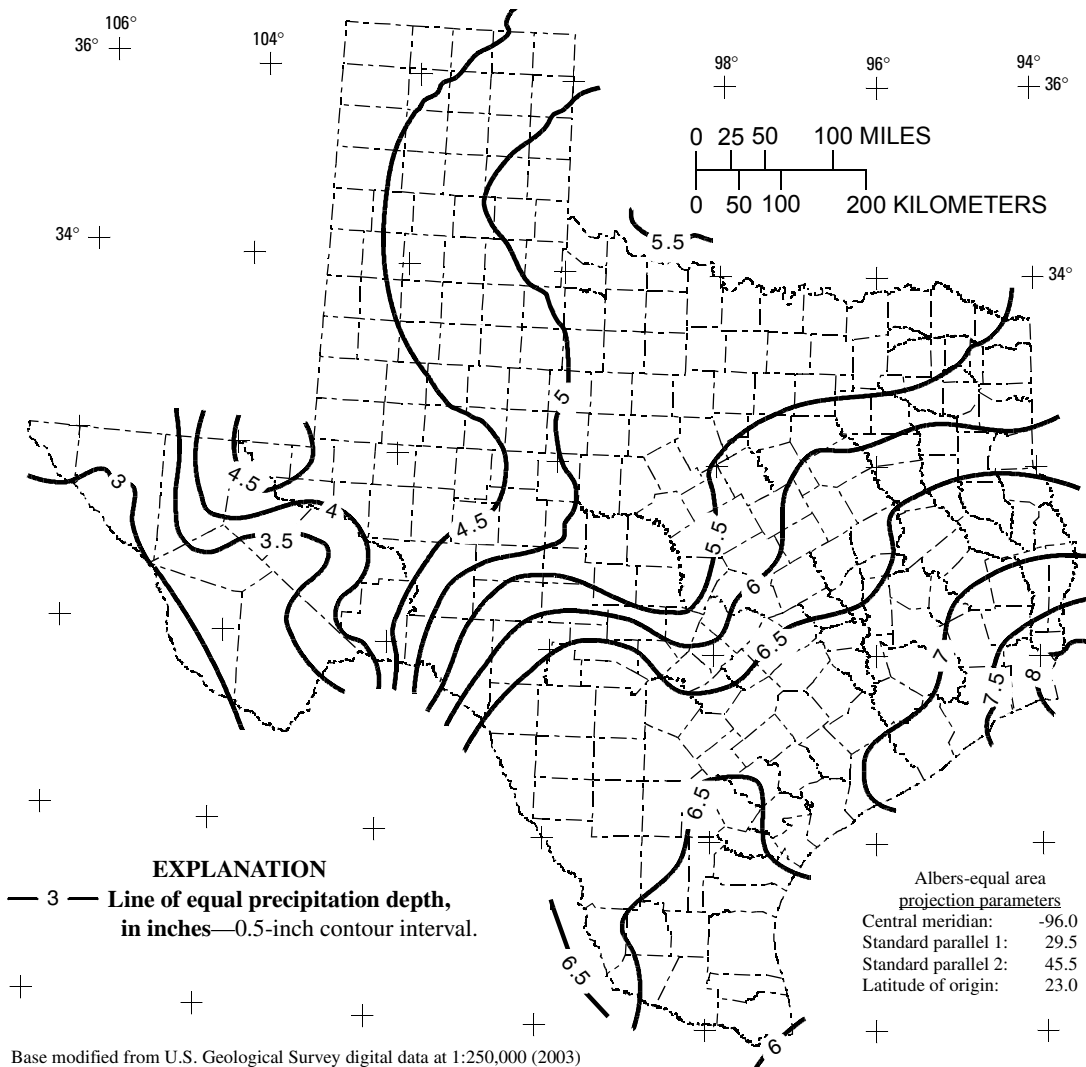 106°
36°
104°
98°
96°
94°
36°
0 25 50 100 MILES
0 50 100 200 KILOMETERS
34°
5.5
34°
5
3
4.5
4
3.5
4.5
5.5
6
6.5
7
7.5
8
6.5
6.5
6
EXPLANATION
3 Line of equal precipitation depth,
in inches—0.5-inch contour interval.
Albers-equal area
projection parameters
Central meridian: -96.0
Standard parallel 1: 29.5
Standard parallel 2: 45.5
Latitude of origin: 23.0
Base modified from U.S. Geological Survey digital data at 1:250,000 (2003)